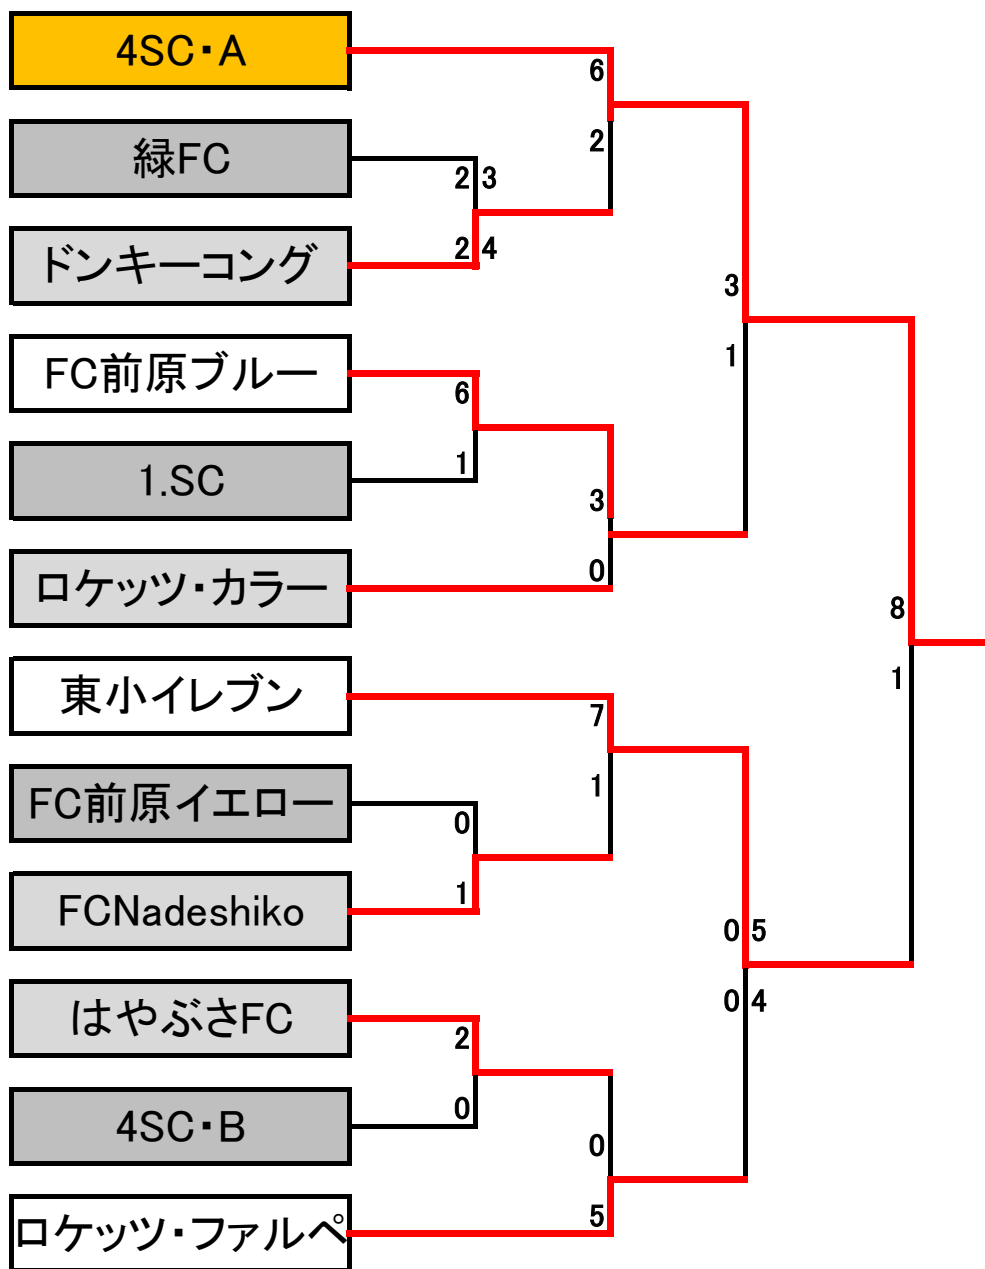 4SC・A
6
2
緑FC
2 3
2 4
ドンキーコング
3
1
FC前原ブルー
6
1
1.SC
3
0
ロケッツ・カラー
8
1
東小イレブン
7
1
FC前原イエロー
0
1
FCNadeshiko
0 5
0 4
はやぶさFC
2
0
4SC・B
0
5
ロケッツ・ファルペ